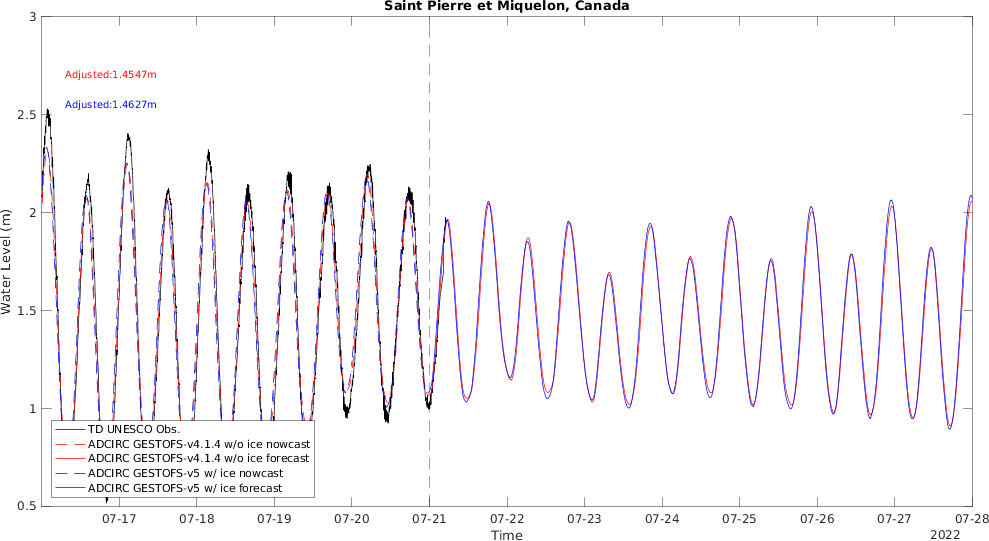 Saint Pierre et Miquelon, Canada
3
Adjusted:1.4547m
Adjusted:1.4627m
2.5
2
1.5
1
0.5
Water Level (m)
TD UNESCO Obs.
ADCIRC GESTOFS-v4.1.4 w/o ice nowcast
ADCIRC GESTOFS-v4.1.4 w/o ice forecast
ADCIRC GESTOFS-v5 w/ ice nowcast
ADCIRC GESTOFS-v5 w/ ice forecast
07-17 07-18 07-19 07-20 07-21 07-22 07-23 07-24 07-25 07-26 07-27 07-28
Time
2022